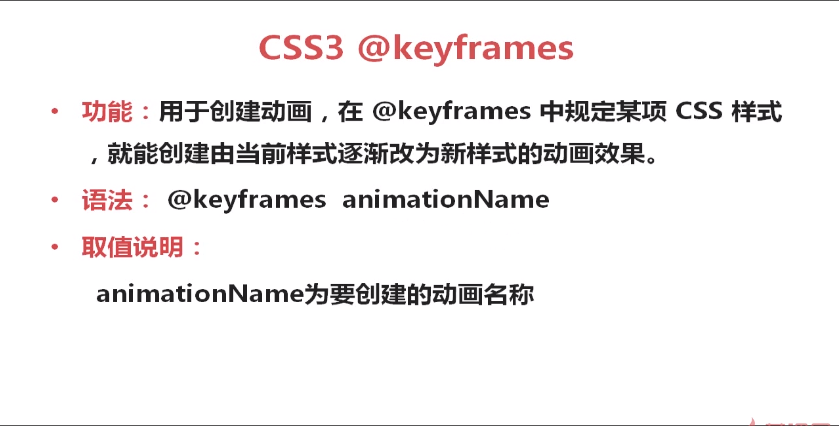 CSS3 @keyframes
• 功能：用于创建动画，在 @keyframes 中规定某项 CSS 样式
，就能创建由当前样式逐渐改为新样式的动画效果。
• 语法： @keyframes animationName
• 取值说明：
animationName为要创建的动画名称